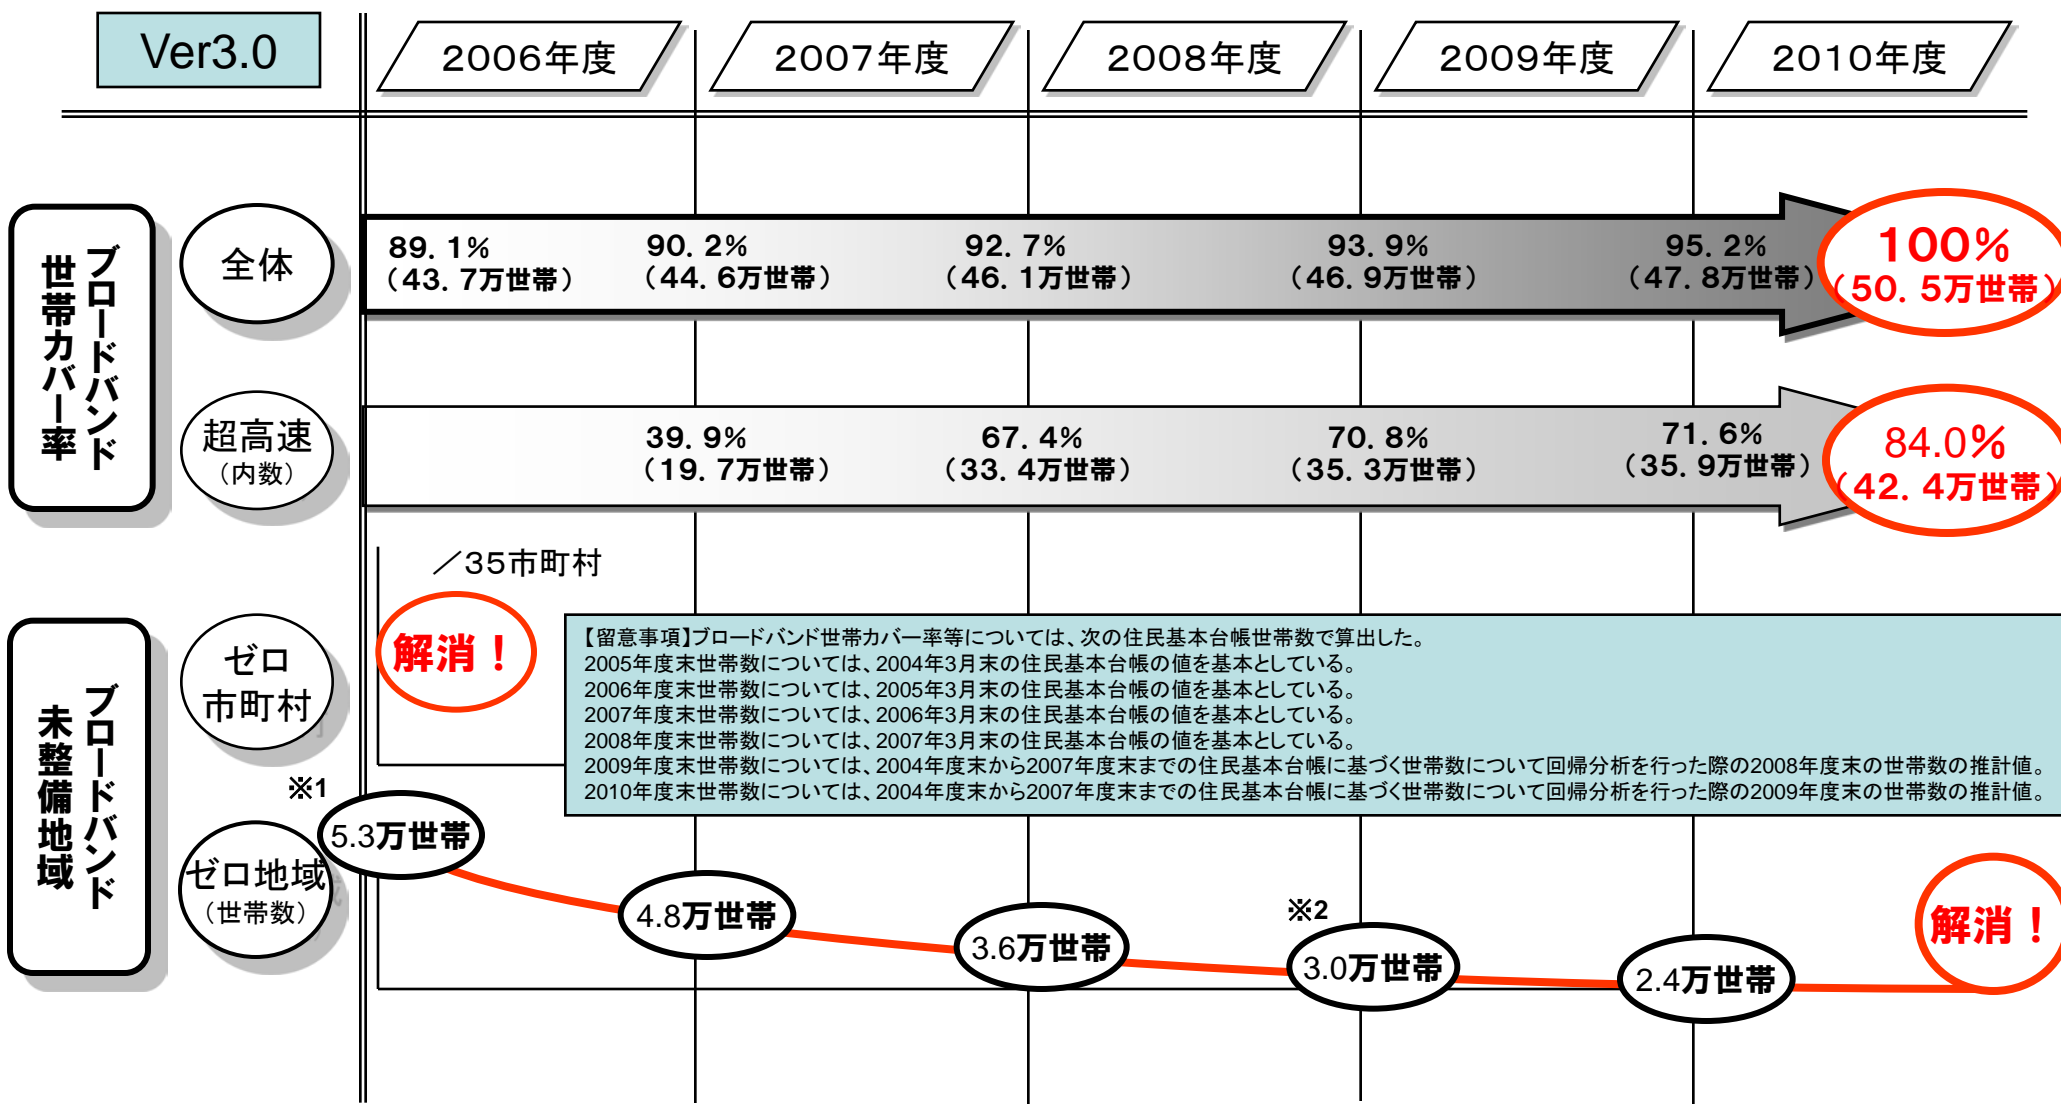 Ver3.0
2006年度
2007年度
2008年度
2009年度
2010年度
ブロードバンド
世帯カバー率
全体
89.1%
(43.7万世帯)
90.2%
(44.6万世帯)
92.7%
(46.1万世帯)
93.9%
(46.9万世帯)
95.2%
(47.8万世帯)
100%
(50.5万世帯)
超高速
(内数)
39.9%
(19.7万世帯)
67.4%
(33.4万世帯)
70.8%
(35.3万世帯)
71.6%
(35.9万世帯)
84.0%
(42.4万世帯)
ブロードバンド
未整備地域
ゼロ
市町村
/35市町村
解消!
【留意事項】ブロードバンド世帯カバー率等については、次の住民基本台帳世帯数で算出した。
2005年度末世帯数については、2004年3月末の住民基本台帳の値を基本としている。
2006年度末世帯数については、2005年3月末の住民基本台帳の値を基本としている。
2007年度末世帯数については、2006年3月末の住民基本台帳の値を基本としている。
2008年度末世帯数については、2007年3月末の住民基本台帳の値を基本としている。
2009年度末世帯数については、2004年度末から2007年度末までの住民基本台帳に基づく世帯数について回帰分析を行った際の2008年度末の世帯数の推計値。
2010年度末世帯数については、2004年度末から2007年度末までの住民基本台帳に基づく世帯数について回帰分析を行った際の2009年度末の世帯数の推計値。
※1
ゼロ地域
(世帯数)
5.3万世帯
4.8万世帯
3.6万世帯
※2
3.0万世帯
2.4万世帯
解消!